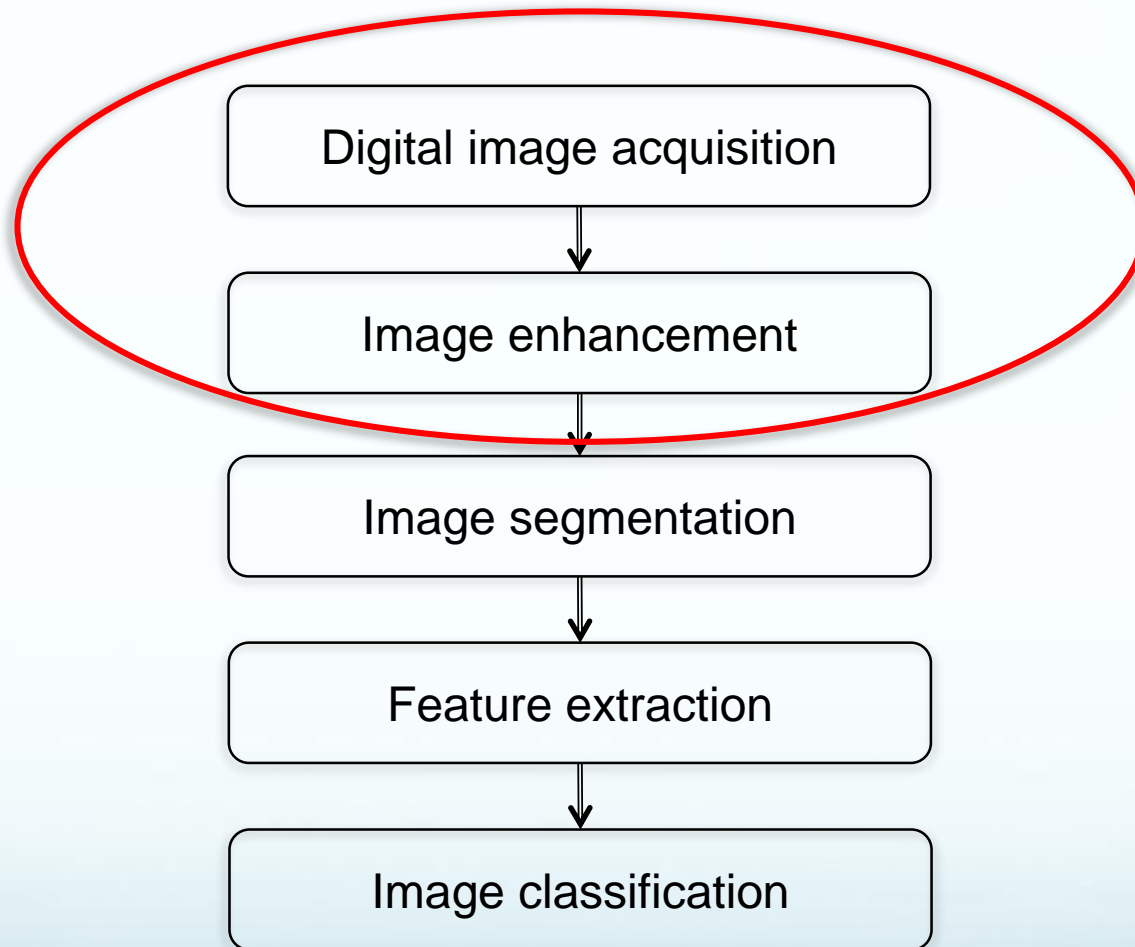 Digital image acquisition
Image enhancement
Image segmentation
Feature extraction
Image classification